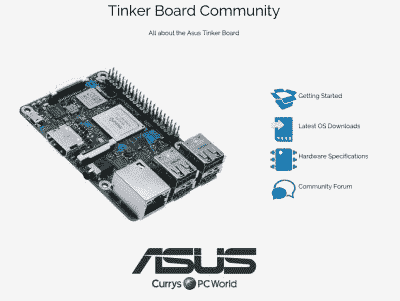 Tinker Board Community
All about the Asus Tinker Board
Getting Started
Latest OS Downloads
Hardware Specifications
Community Forum
ASUS
Currys PC World